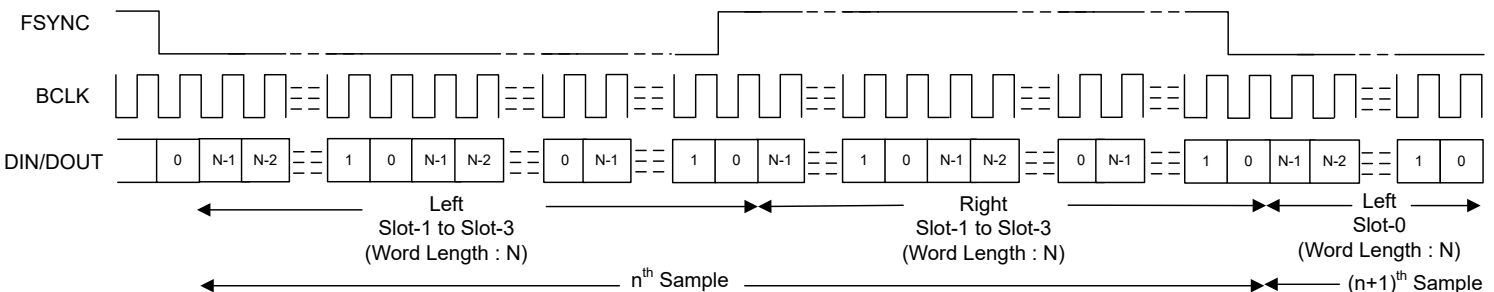 FSYNC
BCLK
DIN/DOUT
0 N-1 N-2 1 0 N-1 N-2 0 N-1 1 0 N-1 1 0 N-1 N-2 0 N-1 1 0 N-1 N-2 1 0
Left
Slot-1 to Slot-3
(Word Length : N)
Right
Slot-1 to Slot-3
(Word Length : N)
Left
Slot-0
(Word Length : N)
nth Sample
(n+1)th Sample